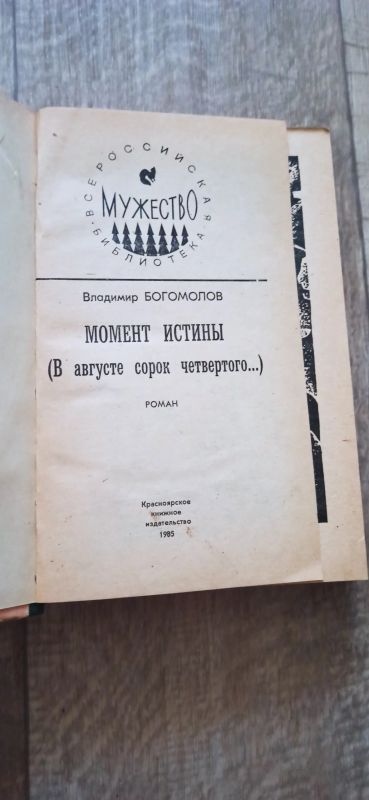 ВСЕРОССИЙСКАЯ
МУЖЕСТВО
БИБЛИОТЕКА
Владимир БОГОМОЛОВ
МОМЕНТ ИСТИНЫ
(В августе сорок четвертого...)
РОМАН
Красноярское
книжное
издательство
1985